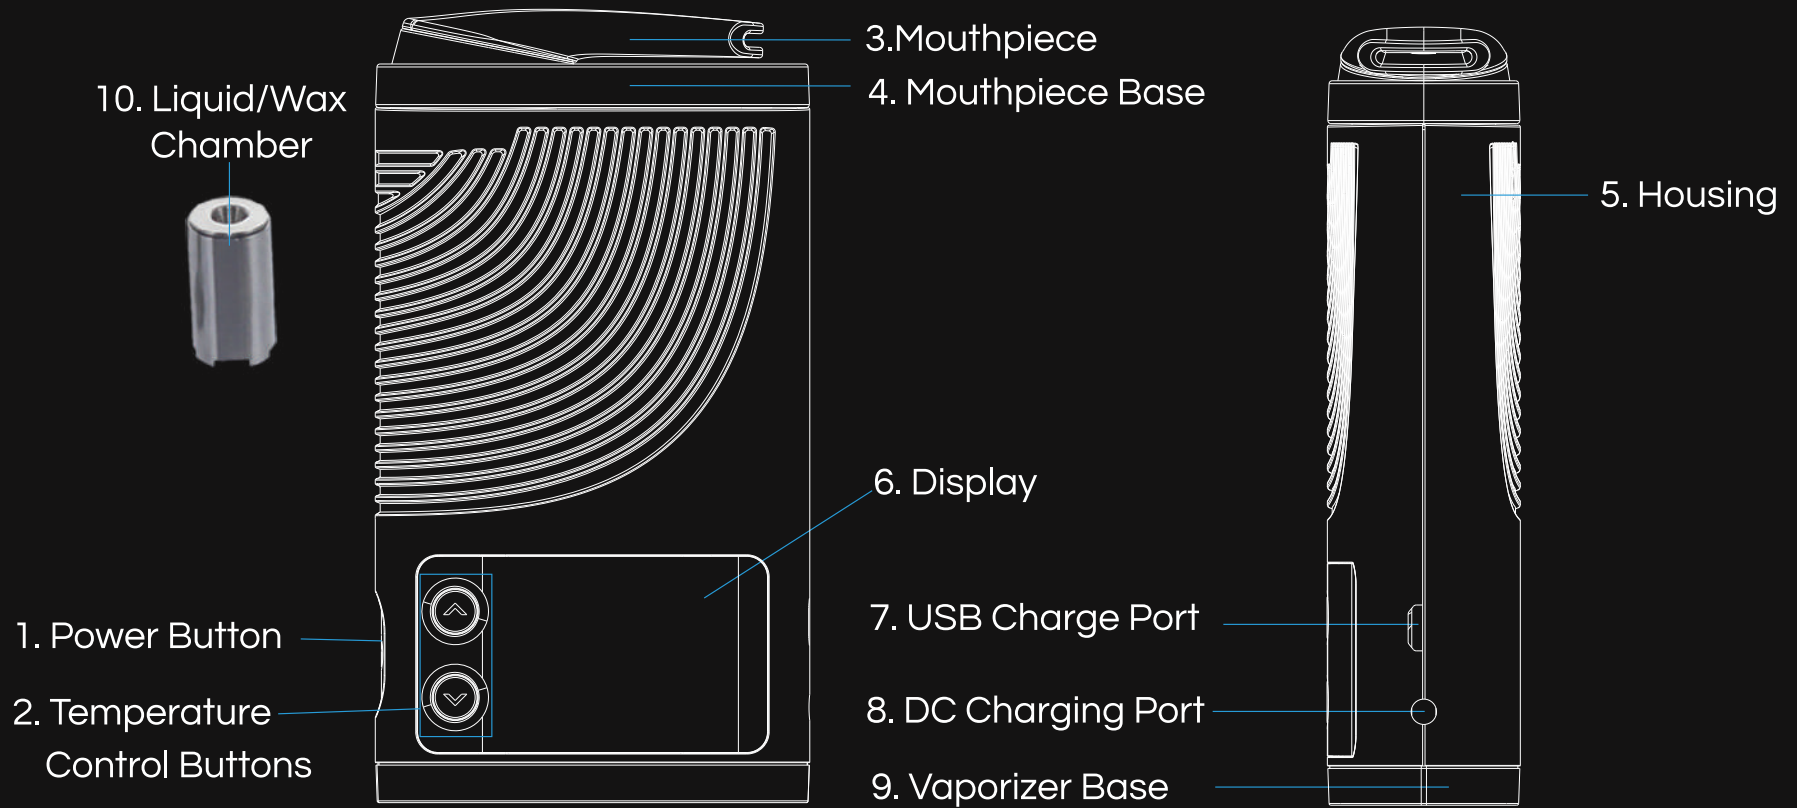 3.Mouthpiece
4. Mouthpiece Base
10. Liquid/Wax
Chamber
5. Housing
6. Display
1. Power Button
2. Temperature
Control Buttons
7. USB Charge Port
8. DC Charging Port
9. Vaporizer Base